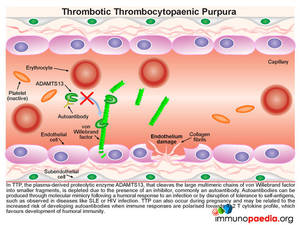 Thrombotic Thrombocytopaenic Purpura
Erythrocyte
Capillary
ADAMTS13
Platelet
(inactive)
Autoantibody
von
Willebrand
factor
Endothelial
cell
Endothelium
damage
Collagen
fibrils
Subendothelial
cell
In TTP, the plasma-derived proteolytic enzyme ADAMTS13, that cleaves the large multimeric chains of von Willebrand factor
into smaller fragments, is depleted due to the presence of an inhibitor, commonly an autoantibody. Autoantibodies can be
produced through molecular mimicry following a humoral response to an infection or by disruption of tolerance to self-antigens,
such as observed in diseases like SLE or HIV infection. TTP can also occur during pregnancy and may be related to the
increased risk of developing autoantibodies when immune responses are polarised towards 2 T cytokine profile, which
favours development of humoral immunity.
immunopaedia.org